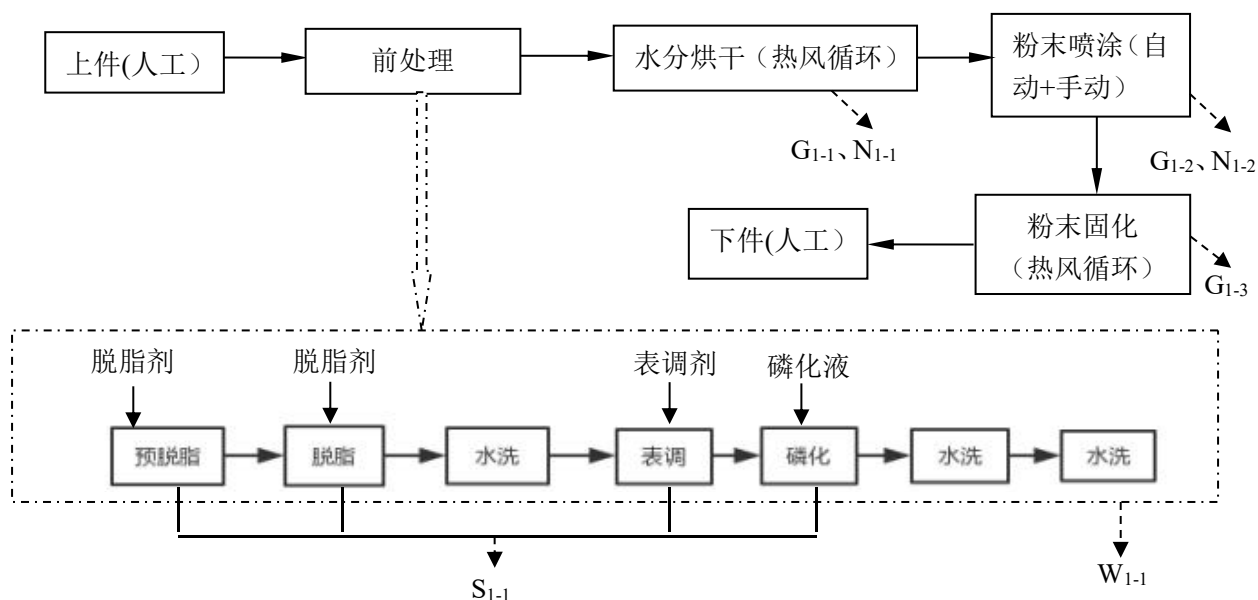 上件(人工）
前处理
水分烘干（热风循环）
粉末喷涂（自
动+手动）
G1-1、N1-1
G1-2、N1-2
下件(人工）
粉末固化
（热风循环）
G1-3
脱脂剂
脱脂剂
表调剂
磷化液
预脱脂
脱脂
水洗
表调
磷化
水洗
水洗
S1-1
W1-1